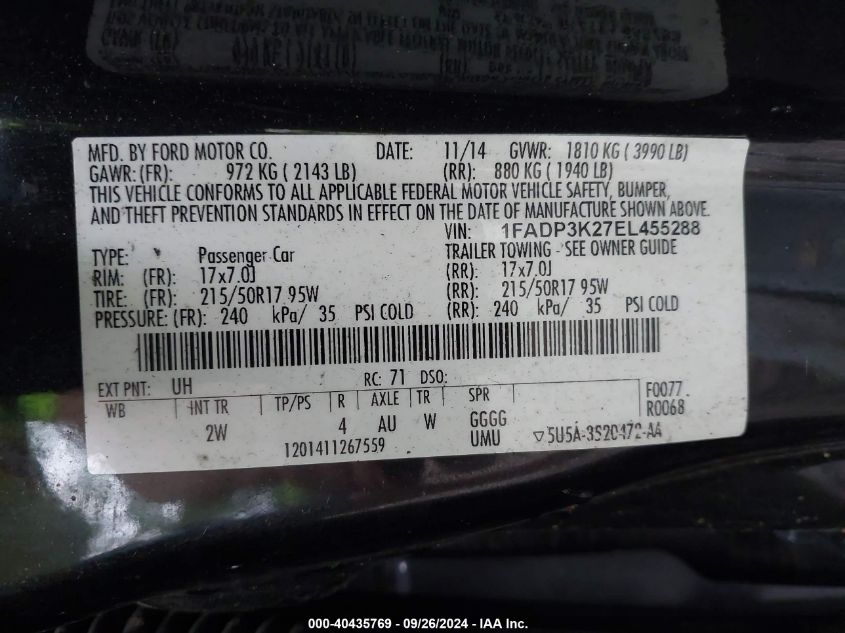 MFD. BY FORD MOTOR CO. DATE: 11/14 GVWR: 1810 KG ( 3990 LB)
GAWR:(FR): 972 KG ( 2143 LB) (RR): 880 KG ( 1940 LB)
THIS VEHICLE CONFORMS TO ALL APPLICABLE FEDERAL MOTOR VEHICLE SAFETY, BUMPER,
AND THEFT PREVENTION STANDARDS IN EFFECT ON THE DATE OF MANUFACTURE SHOWN ABOVE.
VIN: 1FADP3K27EL455288
TYPE: Passenger Car TRAILER TOWING - SEE OWNER GUIDE
RIM: (FR): 17x7.0J (RR): 17x7.0J
TIRE: (FR): 215/50R17 95W (RR): 215/50R17 95W
PRESSURE:(FR): 240 kPa/ 35 PSI COLD (RR): 240 kPa/ 35 PSI COLD
EXT PNT: UH RC: 71 DSO: F0077
WB INT TR TP/PS R AXLE TR SPR R0068
2W 4 AU W GGGG
1201411267559 UMU ▽5U5A-3S20472-AA
000-40435769 - 09/26/2024 - IAA Inc.